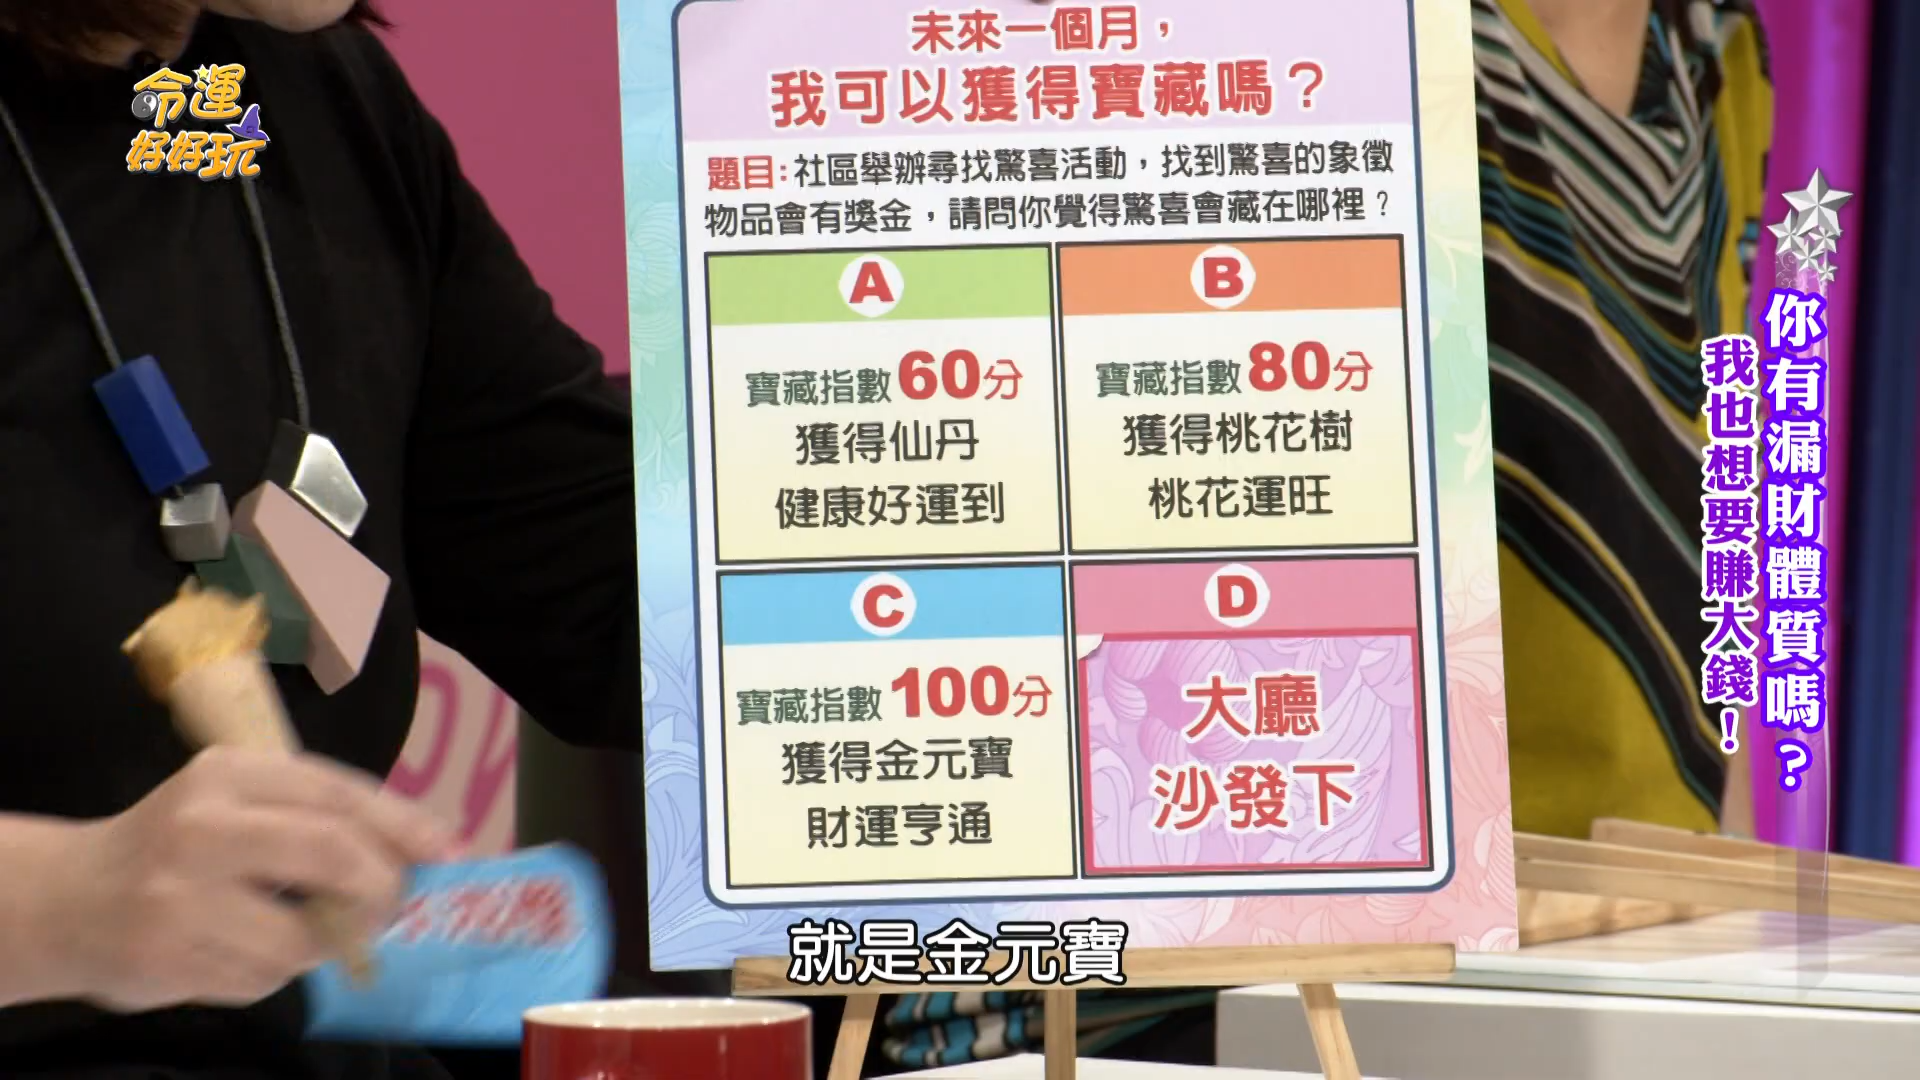 命運
好好玩
未來一個月，
我可以獲得寶藏嗎？
題目:社區舉辦尋找驚喜活動，找到驚喜的象徵
物品會有獎金，請問你覺得驚喜會藏在哪裡？
A
寶藏指數60分
獲得仙丹
健康好運到
B
寶藏指數80分
獲得桃花樹
桃花運旺
C
寶藏指數100分
獲得金元寶
財運亨通
D
大廳
沙發下
你有漏財體質嗎？
我也想要賺大錢！
就是金元寶